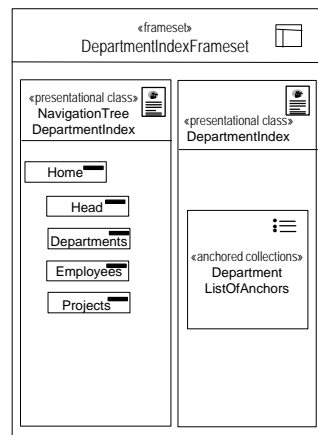 «frameset»
DepartmentIndexFrameset
«presentational class»
NavigationTree
DepartmentIndex
Home
Head
Departments
Employees
Projects
«presentational class»
DepartmentIndex
«anchored collections»
Department
ListOfAnchors